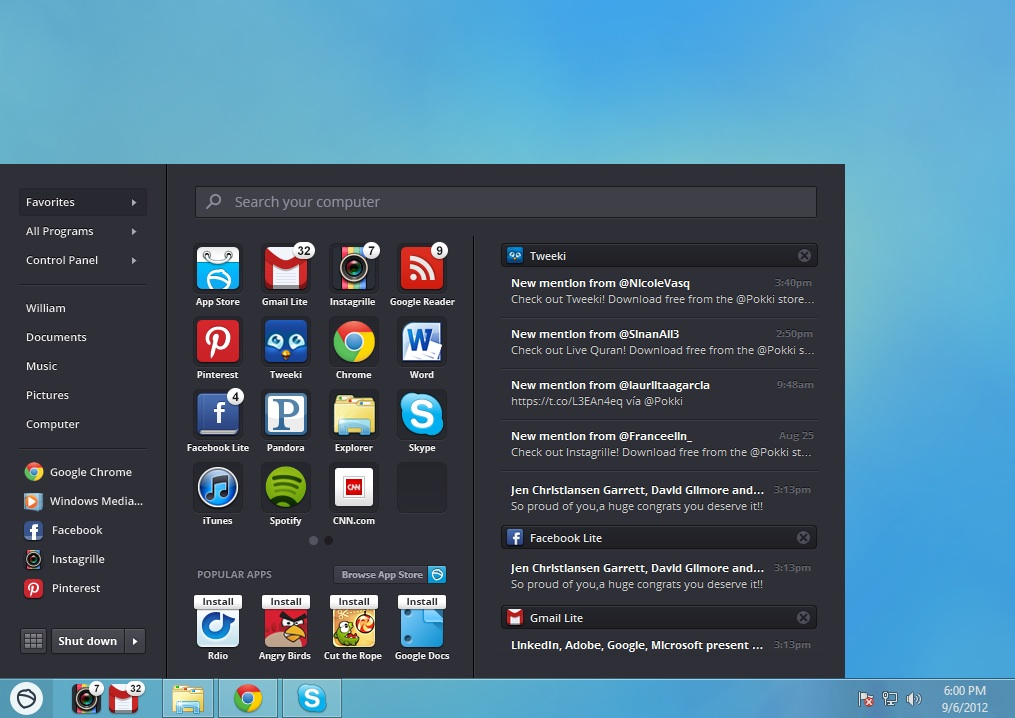 Favorites
All Programs
Control Panel
William
Documents
Music
Pictures
Computer
Google Chrome
Windows Media...
Facebook
Instagrille
Pinterest
Shut down
Search your computer
32
7
9
App Store
Gmail Lite
Instagrille
Google Reader
Pinterest
Tweeki
Chrome
W
Word
4
f
P
S
Facebook Lite
Pandora
Explorer
Skype
CNN
iTunes
Spotify
CNN.com
POPULAR APPS
Browse App Store
Install
Install
Install
Install
Rdio
Angry Birds
Cut the Rope
Google Docs
Tweeki
New mention from @NicoleVasq
3:40pm
Check out Tweeki! Download free from the @Pokki store...
New mention from @SinanAll3
2:50pm
Check out Live Quran! Download free from the @Pokki s...
New mention from @lauriitaagarcia
9:48am
https://t.co/L3EAn4eq vía @Pokki
New mention from @Franceelin_
Aug 25
Check out Instagrille! Download free from the @Pokki st...
Jen Christiansen Garrett, David Gilmore and...
3:13pm
So proud of you,a huge congrats you deserve it!!
Facebook Lite
Jen Christiansen Garrett, David Gilmore and...
3:13pm
So proud of you,a huge congrats you deserve it!!
Gmail Lite
LinkedIn, Adobe, Google, Microsoft present ...
3:13pm
7
32
S
6:00 PM
9/6/2012